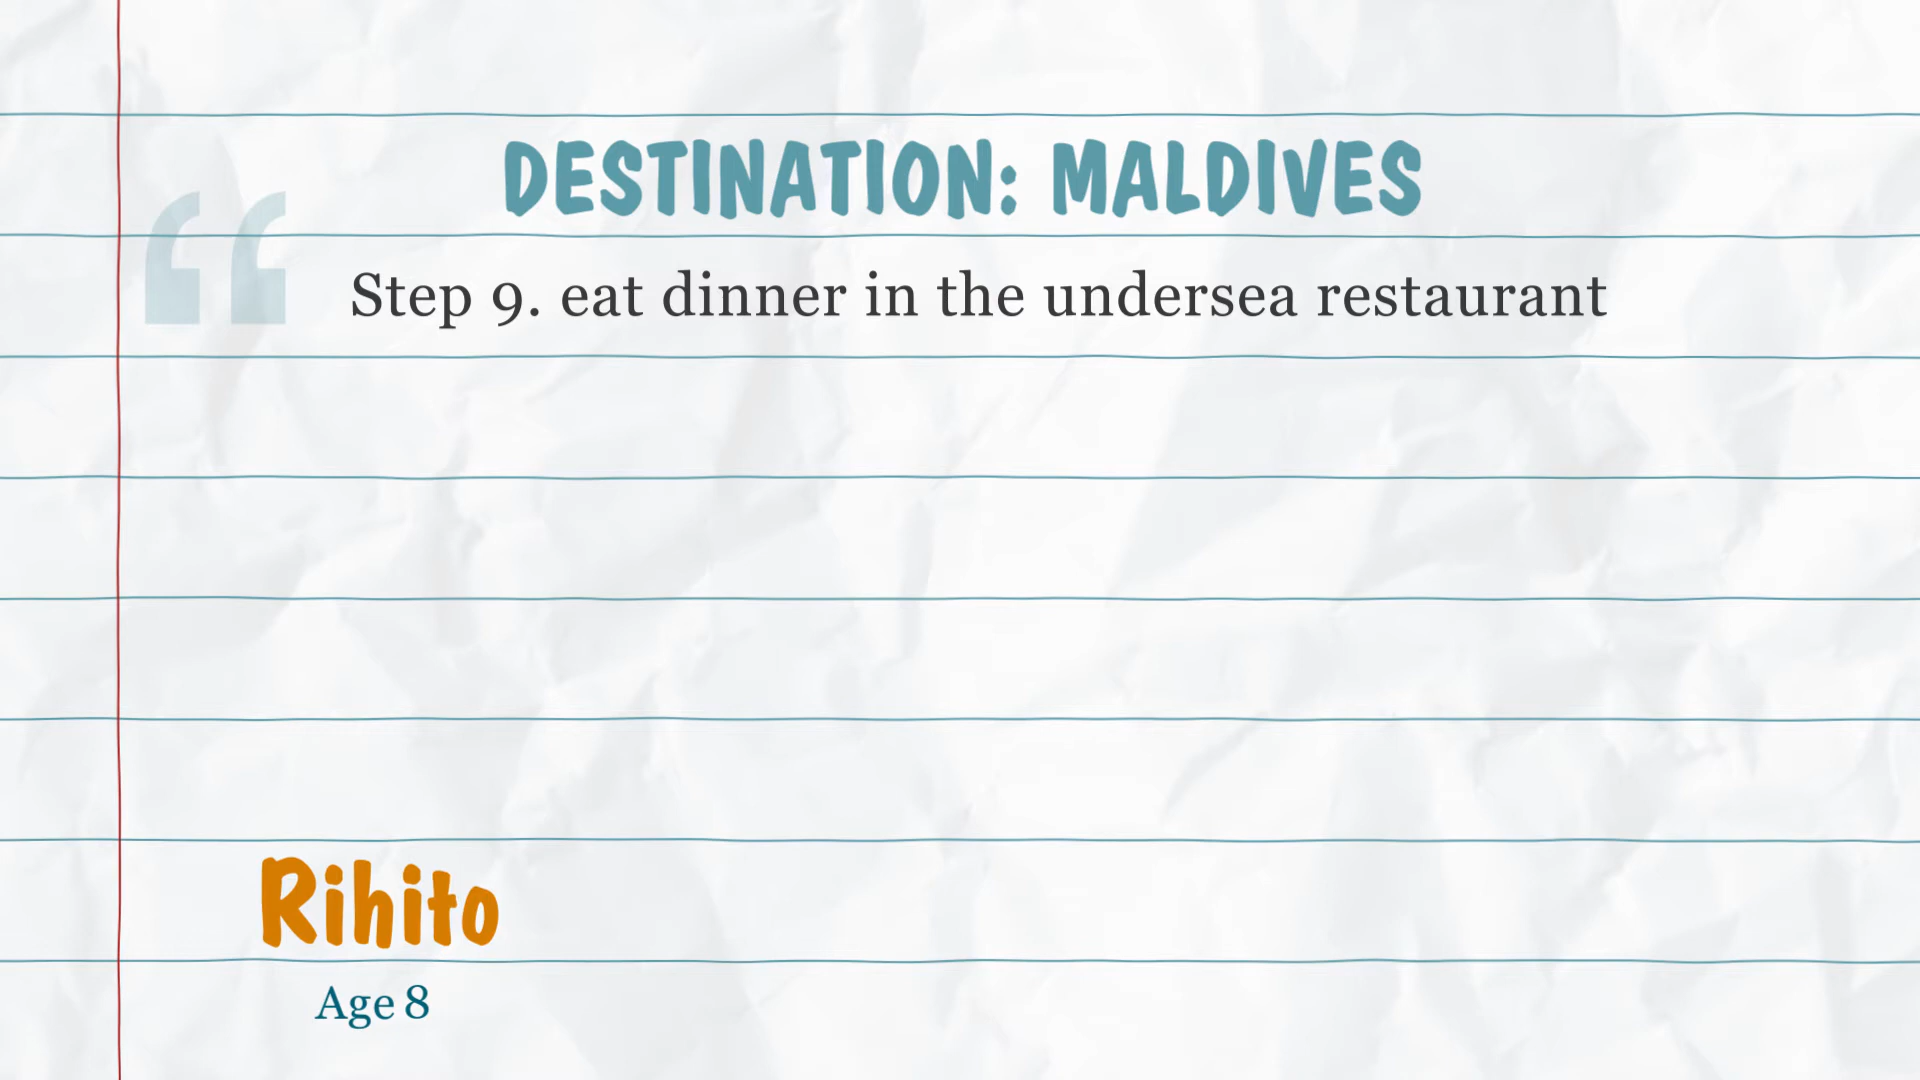 DESTINATION: MALDIVES
“
Step 9. eat dinner in the undersea restaurant
Rihito
Age 8